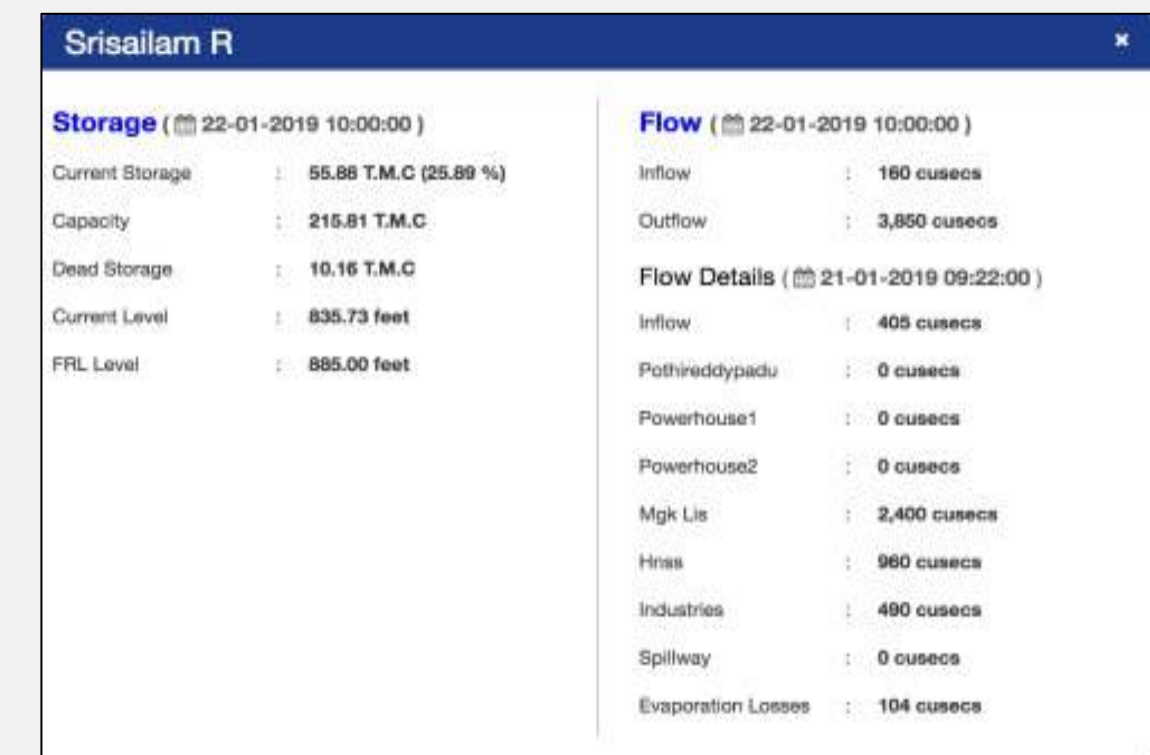 Srisailam R
Storage ( 22-01-2019 10:00:00 )
Current Storage : 55.88 T.M.C (25.89 %)
Capacity : 215.81 T.M.C
Dead Storage : 10.16 T.M.C
Current Level : 835.73 feet
FRL Level : 885.00 feet
Flow ( 22-01-2019 10:00:00 )
Inflow : 160 cusecs
Outflow : 3,850 cusecs
Flow Details ( 21-01-2019 09:22:00 )
Inflow : 405 cusecs
Pothireddypadu : 0 cusecs
Powerhouse1 : 0 cusecs
Powerhouse2 : 0 cusecs
Mgk Lis : 2,400 cusecs
Hnss : 960 cusecs
Industries : 490 cusecs
Spillway : 0 cusecs
Evaporation Losses : 104 cusecs